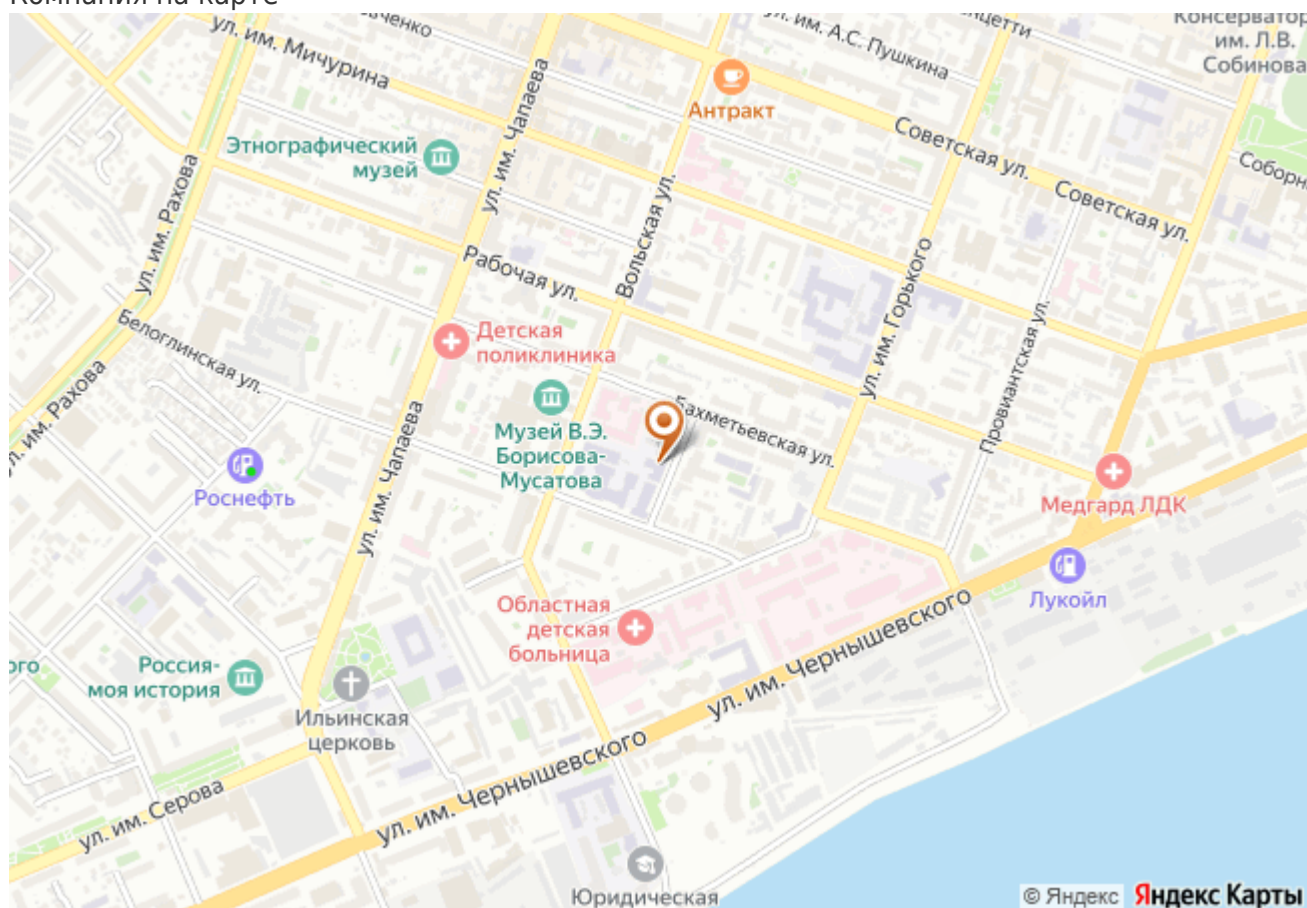 Компания на карте
ул. им. Мичурина
ул. им. Чапаева
ул. им. А.С. Пушкина
им. Л.В.
Собинова
Антракт
Этнографический
музей
Советская ул.
Советская ул.
ул. им. Рахова
Вольская ул.
Рабочая ул.
ул. им. Горького
Детская
поликлиника
Белоглинская ул.
Провиантская ул.
ул. им. Рахова
Музей В.Э.
Борисова-
Мусатова
Бахметьевская ул.
ул. им. Чапаева
Роснефть
Медгард ЛДК
Лукойл
Областная
детская
больница
ул. им. Чернышевского
Россия-
моя история
Ильинская
церковь
ул. им. Чернышевского
ул. им. Серова
Юридическая
© Яндекс Яндекс Карты